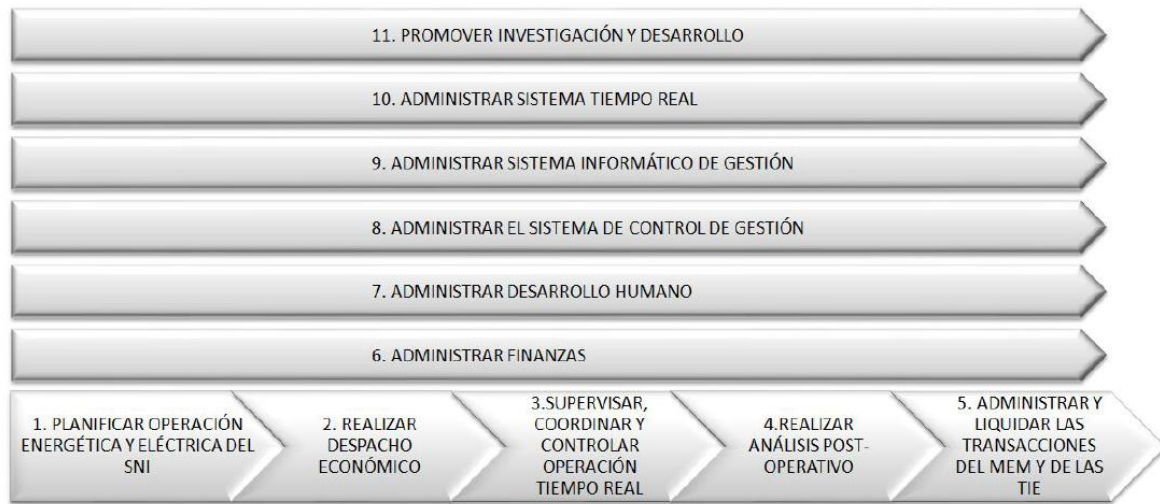 11. PROMOVER INVESTIGACIÓN Y DESARROLLO
10. ADMINISTRAR SISTEMA TIEMPO REAL
9. ADMINISTRAR SISTEMA INFORMÁTICO DE GESTIÓN
8. ADMINISTRAR EL SISTEMA DE CONTROL DE GESTIÓN
7. ADMINISTRAR DESARROLLO HUMANO
6. ADMINISTRAR FINANZAS
1. PLANIFICAR OPERACIÓN
ENERGÉTICA Y ELÉCTRICA DEL
SNI
2. REALIZAR
DESPACHO
ECONÓMICO
3.SUPERVISAR,
COORDINAR Y
CONTROLAR
OPERACIÓN
TIEMPO REAL
4.REALIZAR
ANÁLISIS POST-
OPERATIVO
5. ADMINISTRAR Y
LIQUIDAR LAS
TRANSACCIONES
DEL MEM Y DE LAS
TIE